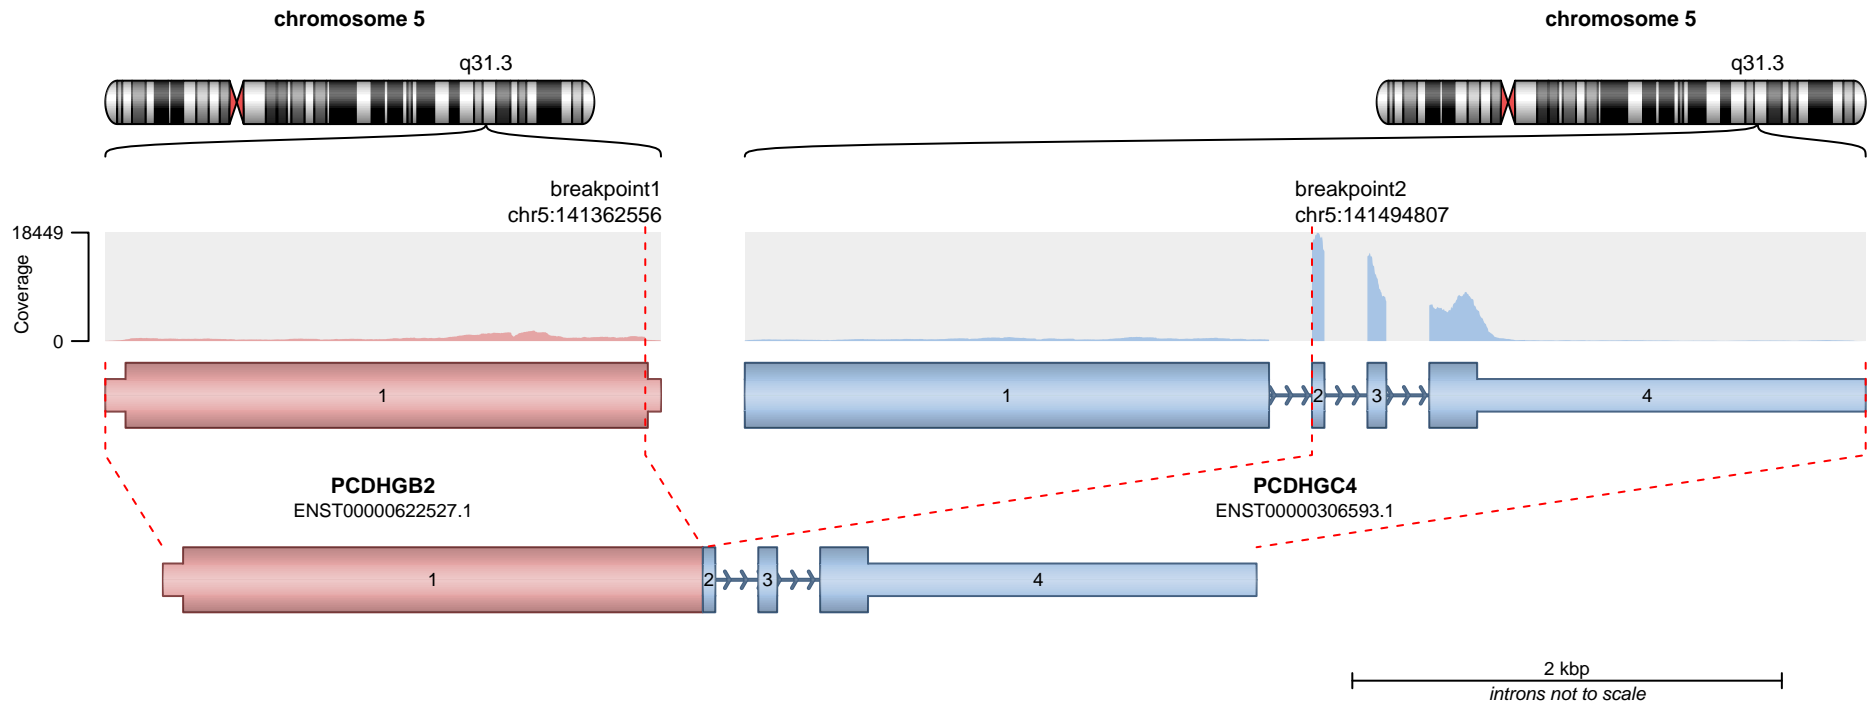 chromosome 5
chromosome 5
q31.3
q31.3
breakpoint1
chr5:141362556
breakpoint2
chr5:141494807
18449
Coverage
0
1
1
2
3
4
PCDHGB2
ENST00000622527.1
PCDHGC4
ENST00000306593.1
1
2
3
4
2 kbp
introns not to scale